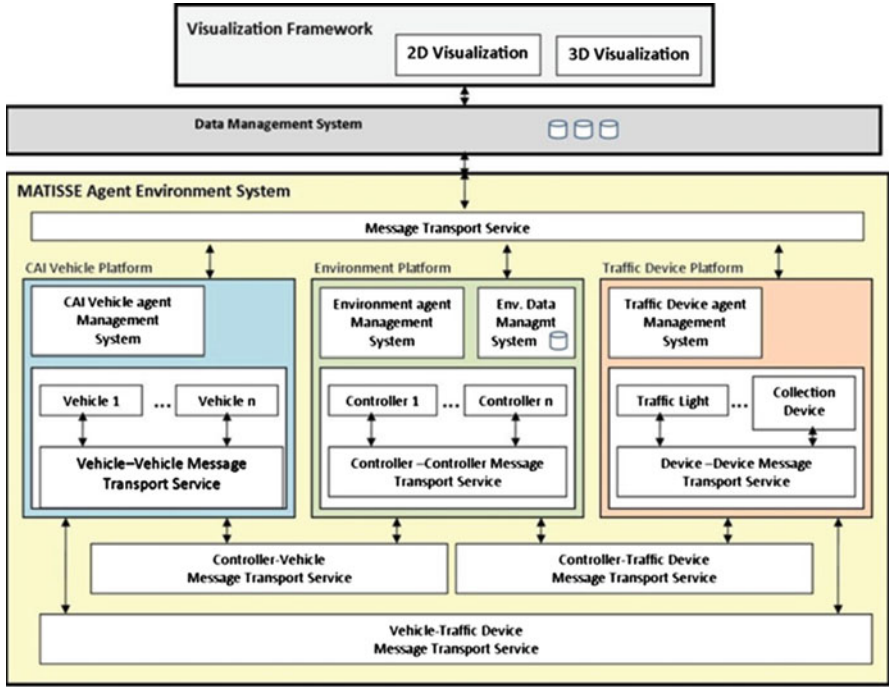 Visualization Framework
2D Visualization
3D Visualization
Data Management System
MATISSE Agent Environment System
Message Transport Service
CAI Vehicle Platform
Environment Platform
Traffic Device Platform
CAI Vehicle agent
Management
System
Environment agent
Management
System
Env. Data
Managmt
System
Traffic Device agent
Management
System
Vehicle 1
...
Vehicle n
Controller 1
...
Controller n
Traffic Light
...
Collection
Device
Vehicle–Vehicle Message
Transport Service
Controller –Controller Message
Transport Service
Device –Device Message
Transport Service
Controller-Vehicle
Message Transport Service
Controller-Traffic Device
Message Transport Service
Vehicle-Traffic Device
Message Transport Service